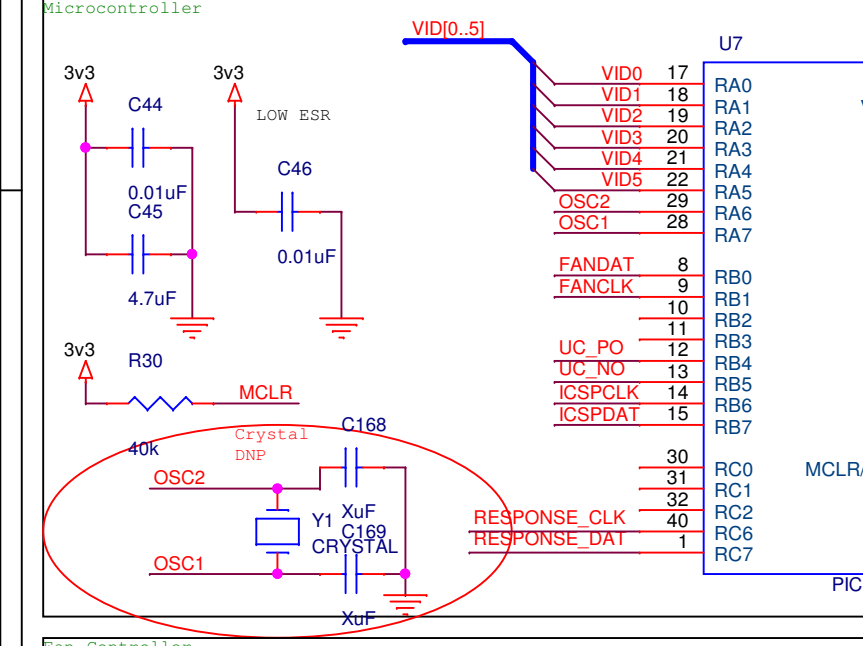 Microcontroller
VID[0..5]
U7
3v3
3v3
C44
LOW ESR
0.01uF
C46
C45
0.01uF
4.7uF
VID0 17 RA0
VID1 18 RA1
VID2 19 RA2
VID3 20 RA3
VID4 21 RA4
VID5 22 RA5
OSC2 29 RA6
OSC1 28 RA7
FANDAT 8 RB0
FANCLK 9 RB1
10 RB2
11 RB3
UC_PO 12 RB4
UC_NO 13 RB5
ICSPCLK 14 RB6
ICSPDAT 15 RB7
3v3
R30
MCLR
40k
Crystal
DNP
C168
OSC2
XuF
Y1
C169
CRYSTAL
OSC1
XuF
30 RC0
31 RC1
32 RC2
RESPONSE_CLK 40 RC6
RESPONSE_DAT 1 RC7
MCLR/
PIC